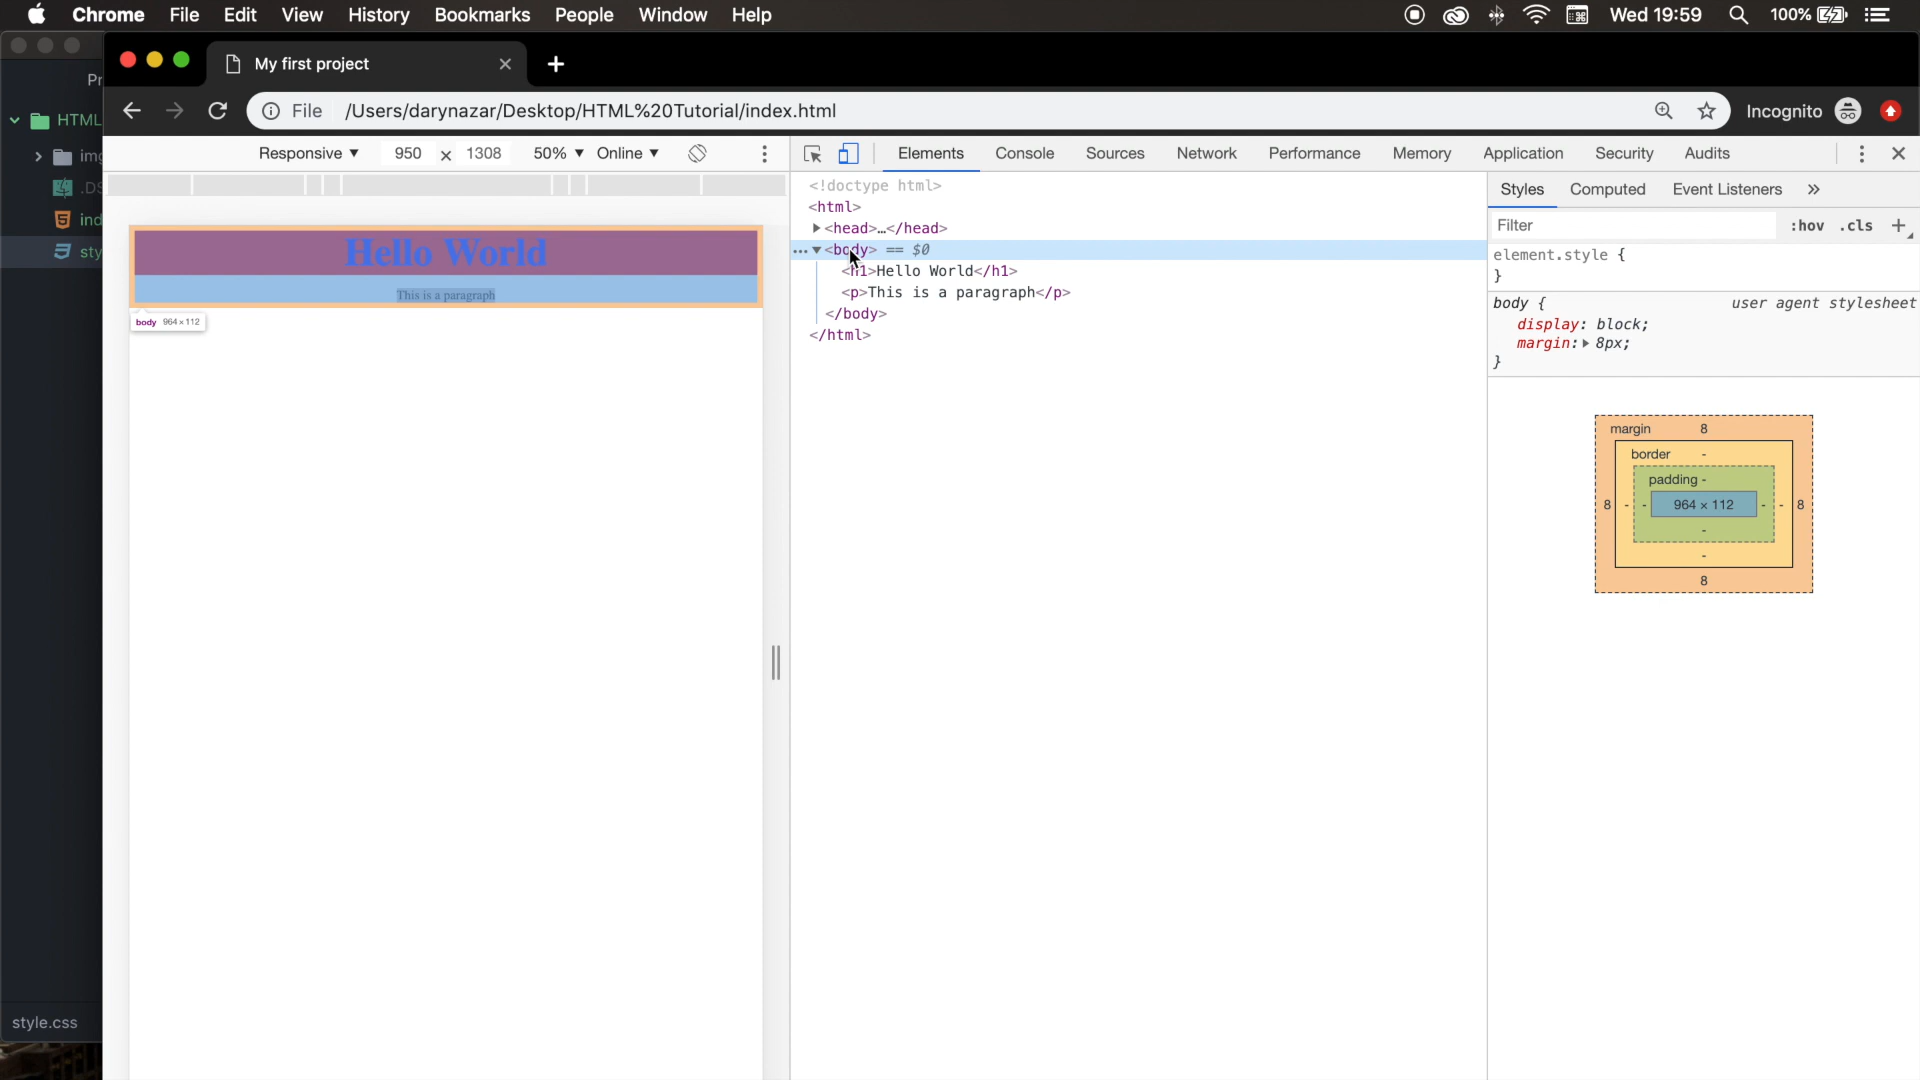 Chrome File Edit View History Bookmarks People Window Help Wed 19:59 100%
My first project
Pr
File /Users/darynazar/Desktop/HTML%20Tutorial/index.html Incognito
HTML
img
.DS
ind
sty
style.css
Responsive ▼ 950 × 1308 50% ▼ Online ▼
Hello World
This is a paragraph
body 964×112
Elements Console Sources Network Performance Memory Application Security Audits
<!doctype html>
<html>
▶<head>…</head>
…▼<body> == $0
<h1>Hello World</h1>
<p>This is a paragraph</p>
</body>
</html>
Styles Computed Event Listeners »
Filter :hov .cls +
element.style {
}
body { user agent stylesheet
display: block;
margin:▶ 8px;
}
margin 8
border -
padding -
8 - - 964 × 112 - - 8
-
-
8